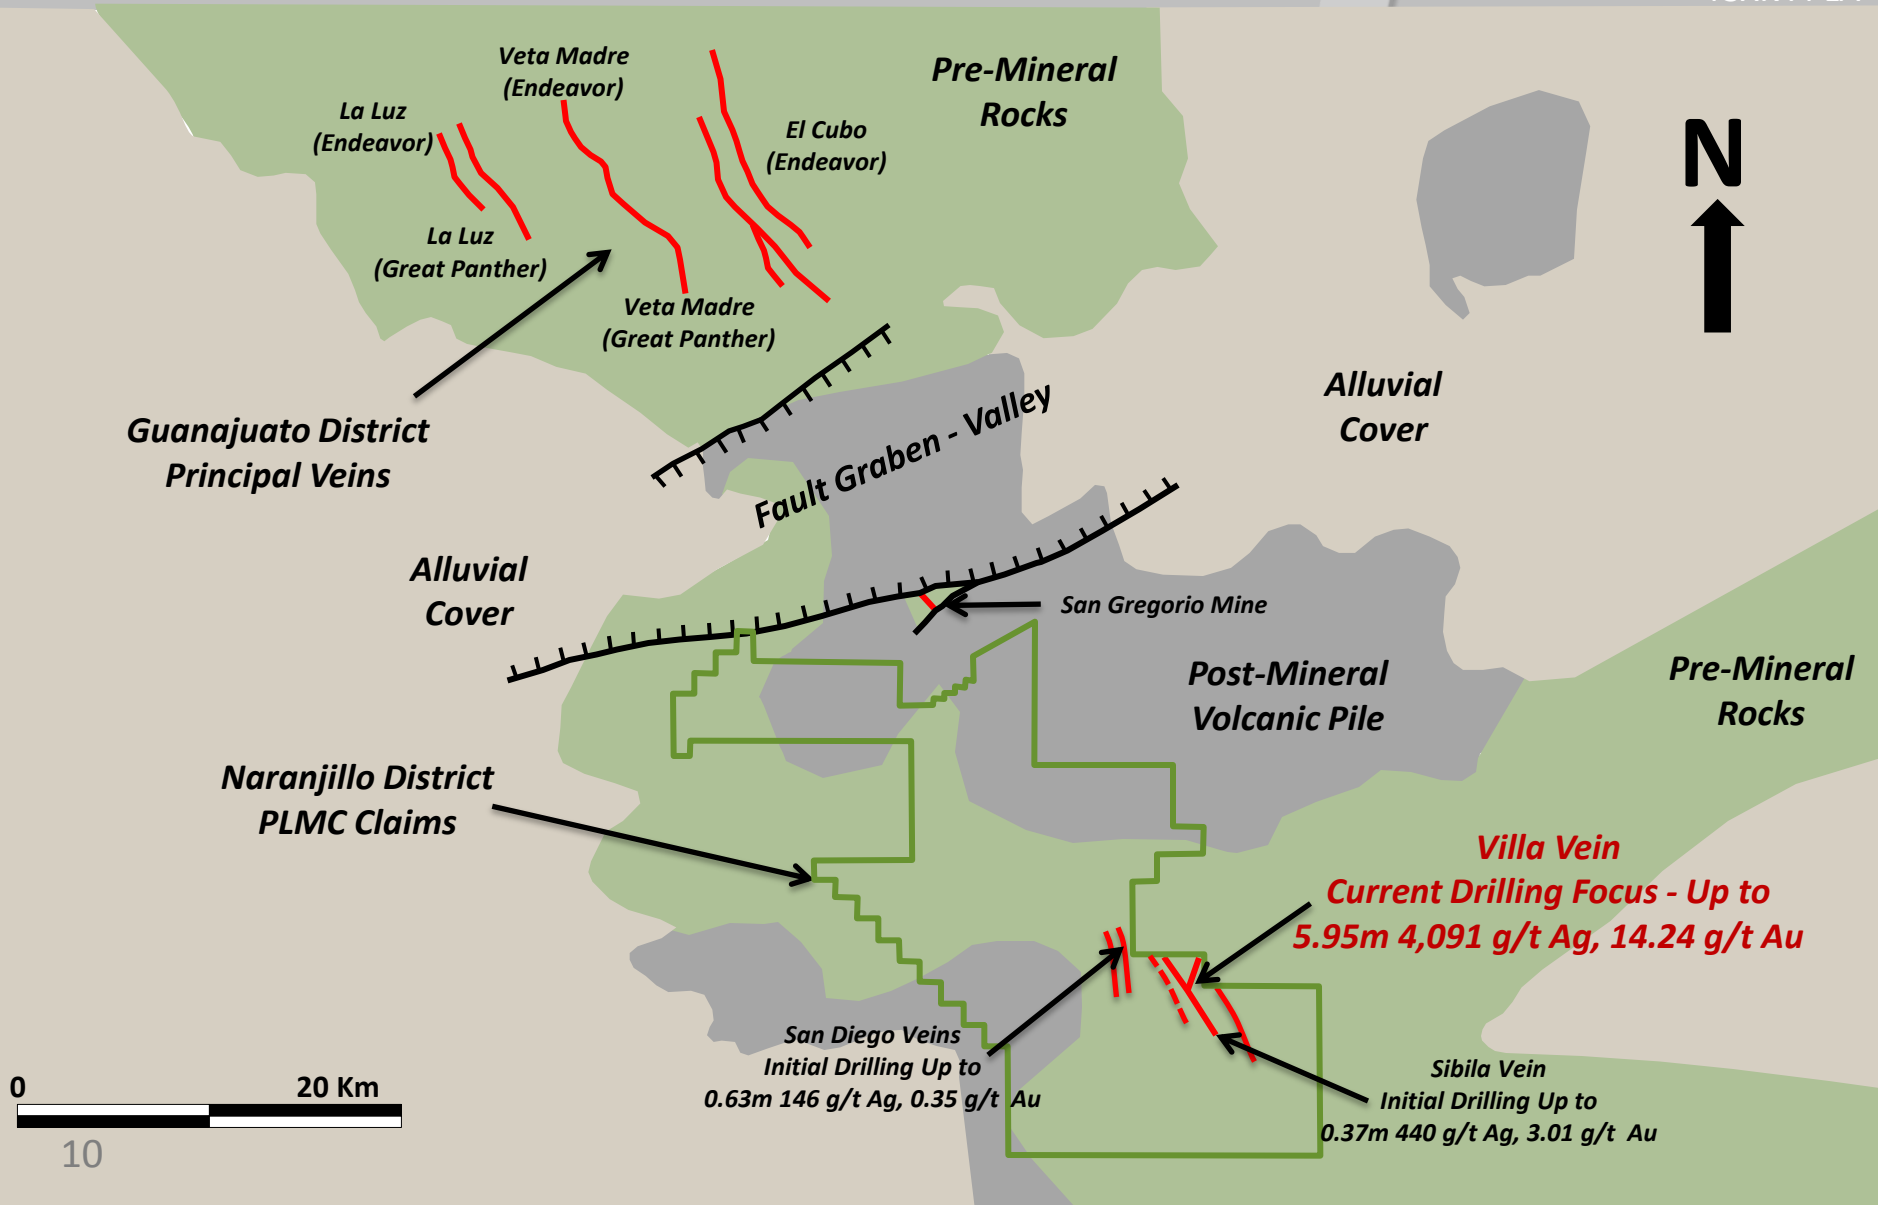 Veta Madre
(Endeavor)
Pre-Mineral
Rocks
La Luz
(Endeavor)
El Cubo
(Endeavor)
N
La Luz
(Great Panther)
Veta Madre
(Great Panther)
Guanajuato District
Principal Veins
Alluvial
Cover
Fault Graben - Valley
Alluvial
Cover
San Gregorio Mine
Post-Mineral
Volcanic Pile
Pre-Mineral
Rocks
Naranjillo District
PLMC Claims
Villa Vein
Current Drilling Focus - Up to
5.95m 4,091 g/t Ag, 14.24 g/t Au
San Diego Veins
Initial Drilling Up to
0.63m 146 g/t Ag, 0.35 g/t Au
Sibila Vein
Initial Drilling Up to
0.37m 440 g/t Ag, 3.01 g/t Au
0 20 Km
10